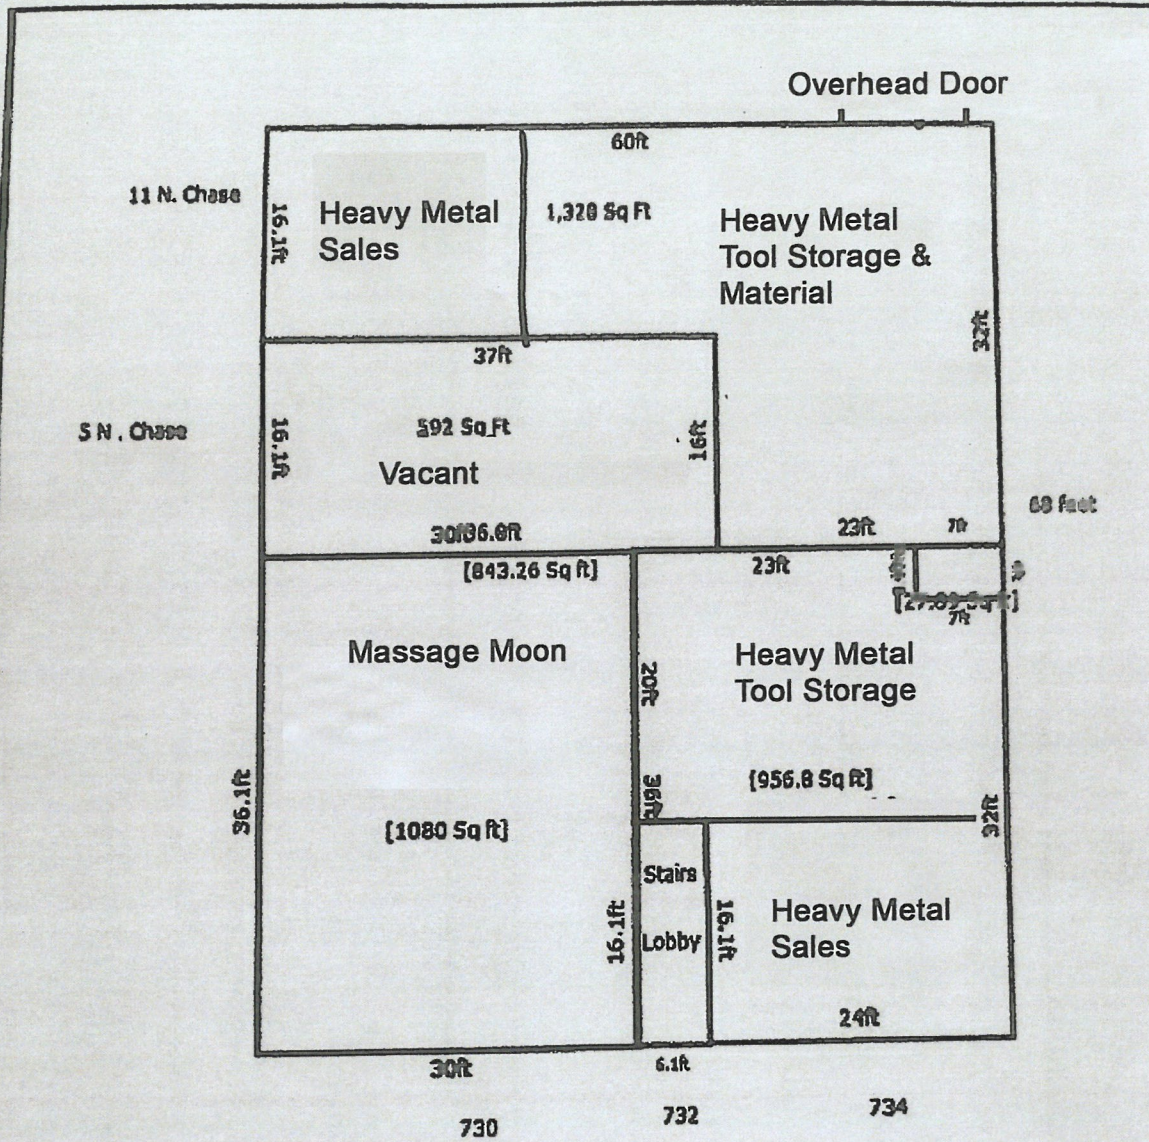 Overhead Door
60ft
11 N. Chase
16.1ft
Heavy Metal
Sales
1,320 Sq Ft
Heavy Metal
Tool Storage &
Material
32ft
37ft
5 N. Chase
16.1ft
592 Sq Ft
16ft
Vacant
68 feet
23ft
7ft
[843.26 Sq ft]
23ft
7ft
Massage Moon
20ft
Heavy Metal
Tool Storage
36.1ft
[1080 Sq ft]
36ft
[956.8 Sq ft]
32ft
Stairs
Lobby
16.1ft
16.1ft
Heavy Metal
Sales
24ft
30ft
6.1ft
730
732
734